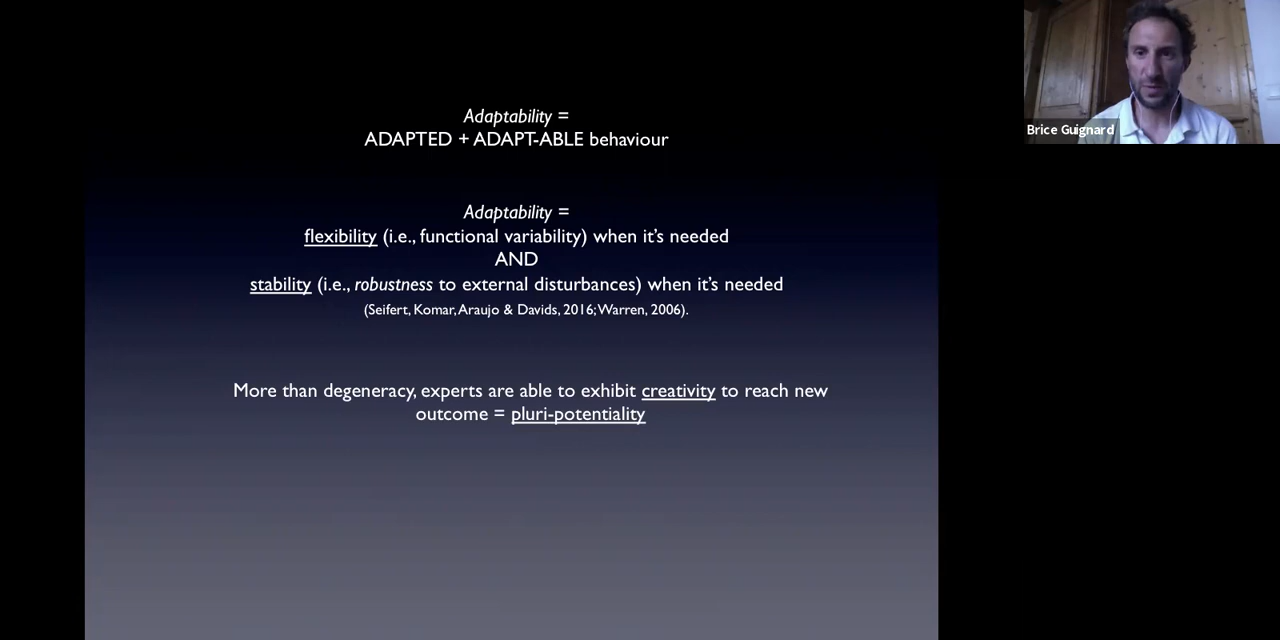 Adaptability =
ADAPTED + ADAPT-ABLE behaviour
Adaptability =
flexibility (i.e., functional variability) when it's needed
AND
stability (i.e., robustness to external disturbances) when it's needed
(Seifert, Komar, Araujo & Davids, 2016; Warren, 2006).
More than degeneracy, experts are able to exhibit creativity to reach new
outcome = pluri-potentiality
Brice Guignard